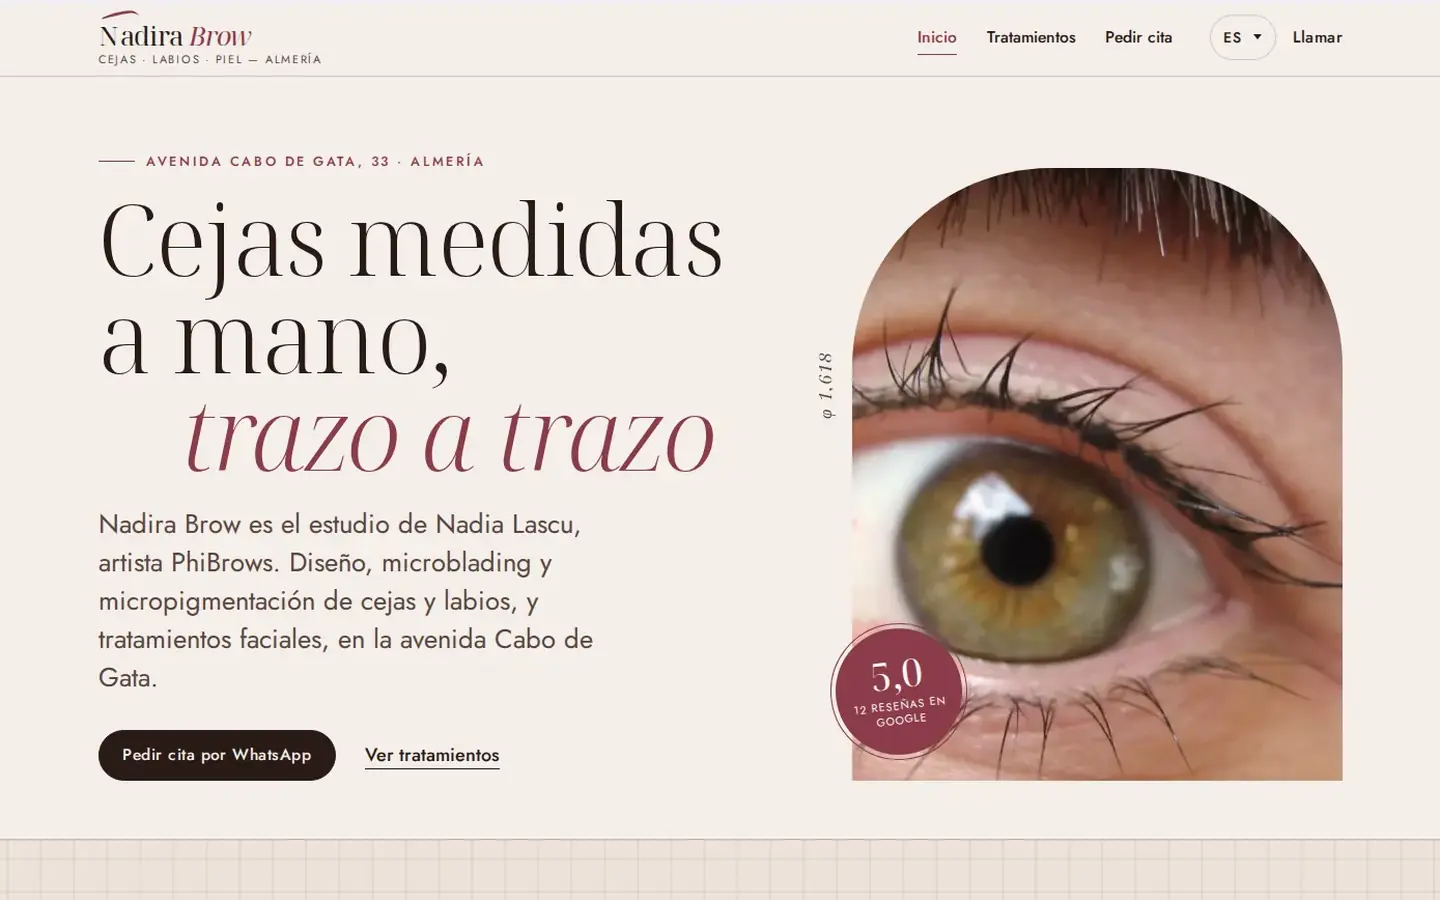 Nadira Brow
CEJAS · LABIOS · PIEL — ALMERÍA
Inicio
Tratamientos
Pedir cita
ES
Llamar
AVENIDA CABO DE GATA, 33 · ALMERÍA
Cejas medidas
a mano,
trazo a trazo
Nadira Brow es el estudio de Nadia Lascu,
artista PhiBrows. Diseño, microblading y
micropigmentación de cejas y labios, y
tratamientos faciales, en la avenida Cabo de
Gata.
Pedir cita por WhatsApp
Ver tratamientos
φ 1,618
5,0
12 RESEÑAS EN
GOOGLE